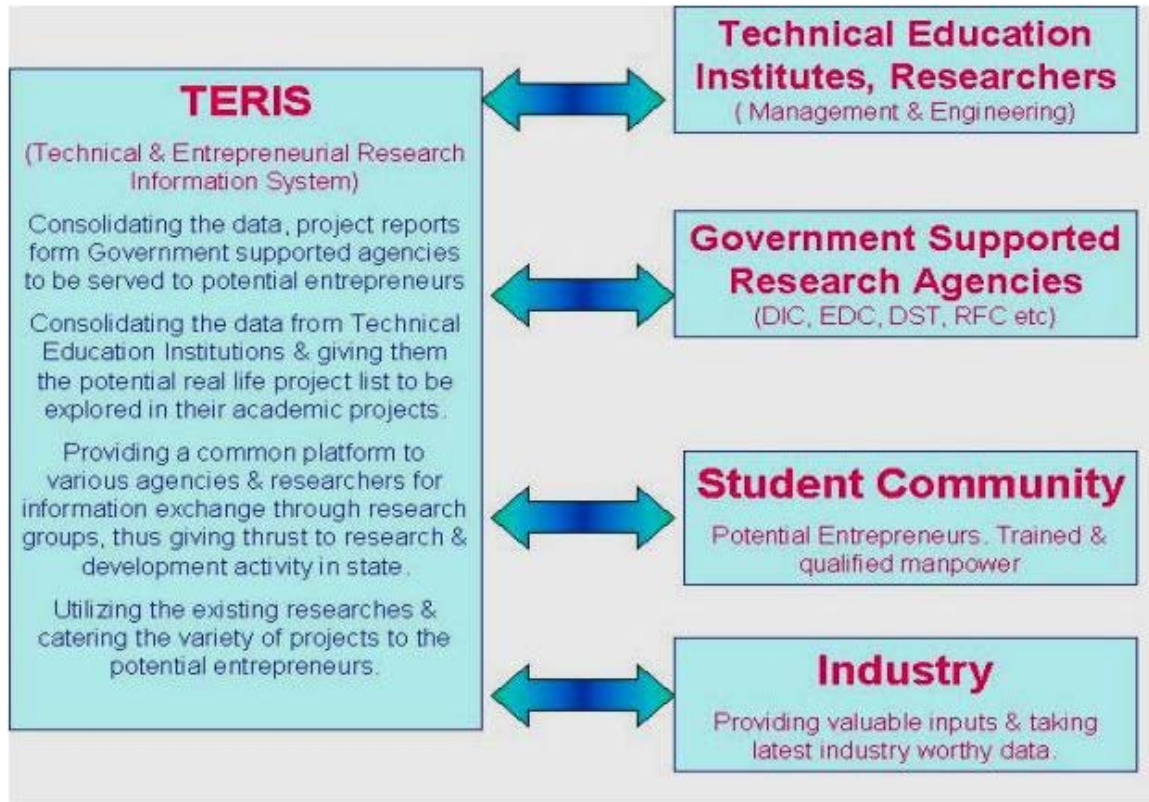 TERIS
(Technical & Entrepreneurial Research
Information System)
Consolidating the data, project reports
form Government supported agencies
to be served to potential entrepreneurs
Consolidating the data from Technical
Education Institutions & giving them
the potential real life project list to be
explored in their academic projects.
Providing a common platform to
various agencies & researchers for
information exchange through research
groups, thus giving thrust to research &
development activity in state.
Utilizing the existing researches &
catering the variety of projects to the
potential entrepreneurs.
Technical Education
Institutes, Researchers
( Management & Engineering)
Government Supported
Research Agencies
(DIC, EDC, DST, RFC etc)
Student Community
Potential Entrepreneurs. Trained &
qualified manpower
Industry
Providing valuable inputs & taking
latest industry worthy data.